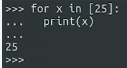 >>> for x in [25]:
...   print(x)
...
25
>>>